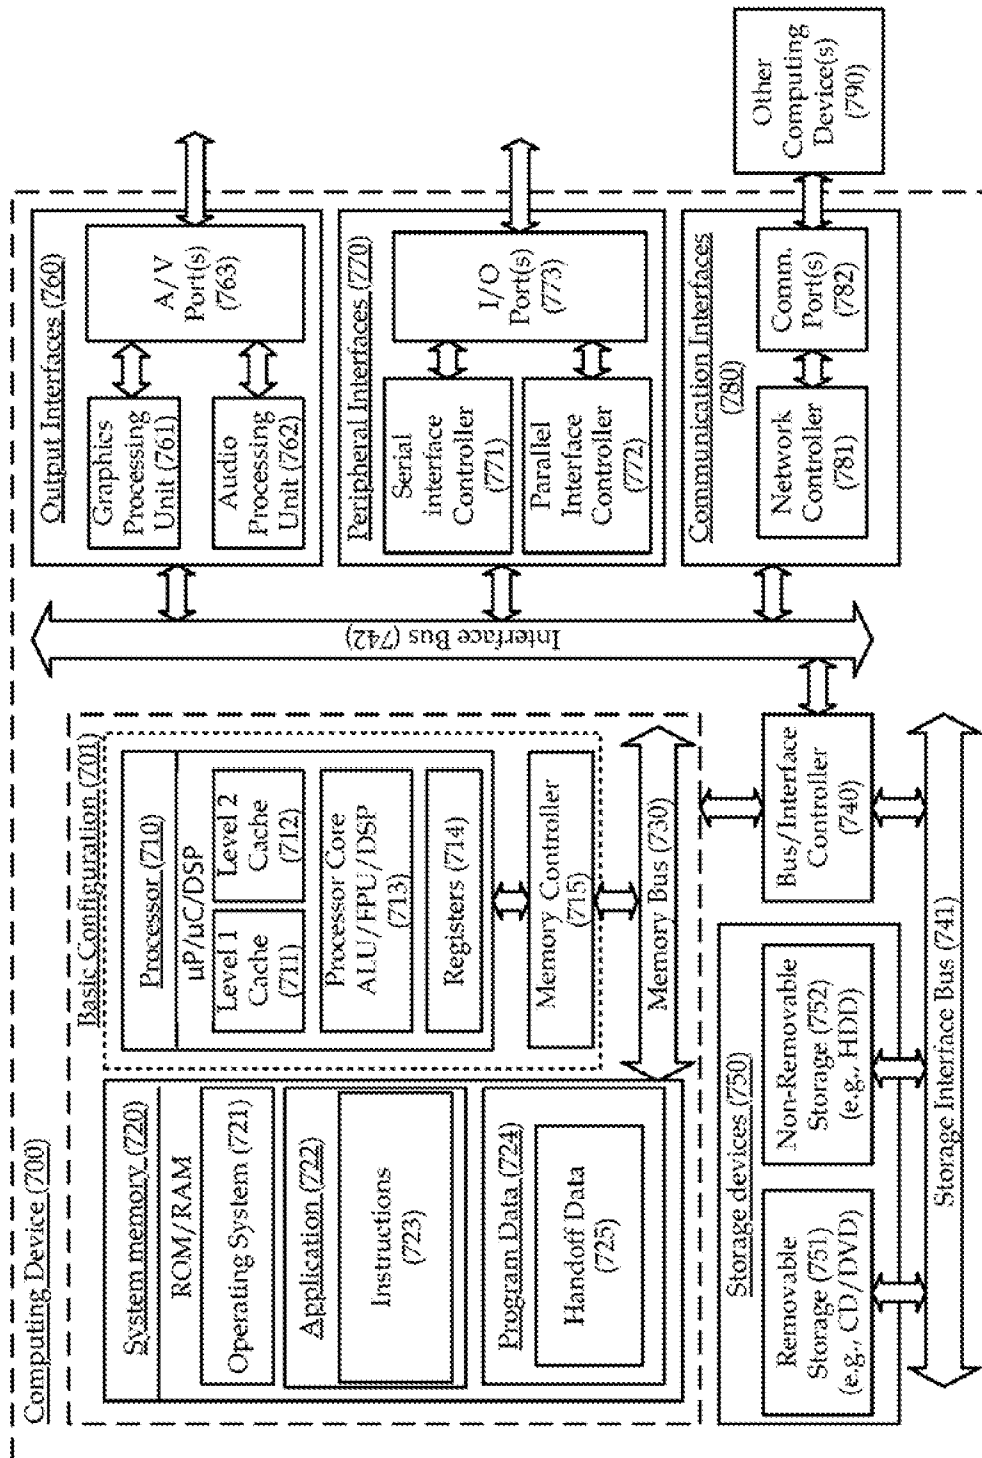 Computing Device (700)
Basic Configuration (701)
System memory (720)
ROM/RAM
Operating System (721)
Application (722)
Instructions
(723)
Program Data (724)
Handoff Data
(725)
Processor (710)
µP/µC/DSP
Level 1
Cache
(711)
Level 2
Cache
(712)
Processor Core
ALU/FPU/DSP
(713)
Registers (714)
Memory Controller
(715)
Memory Bus (730)
Interface Bus (742)
Output Interfaces (760)
Graphics
Processing
Unit (761)
Audio
Processing
Unit (762)
A/V
Port(s)
(763)
Peripheral Interfaces (770)
Serial
interface
Controller
(771)
Parallel
Interface
Controller
(772)
I/O
Port(s)
(773)
Communication Interfaces
(780)
Network
Controller
(781)
Comm.
Port(s)
(782)
Other
Computing
Device(s)
(790)
Storage devices (750)
Removable
Storage (751)
(e.g., CD/DVD)
Non-Removable
Storage (752)
(e.g., HDD)
Bus/Interface
Controller
(740)
Storage Interface Bus (741)